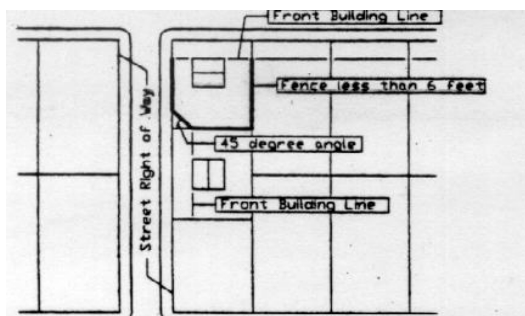 Front Building Line
Fence less than 6 feet
45 degree angle
Street Right of Way
Front Building Line